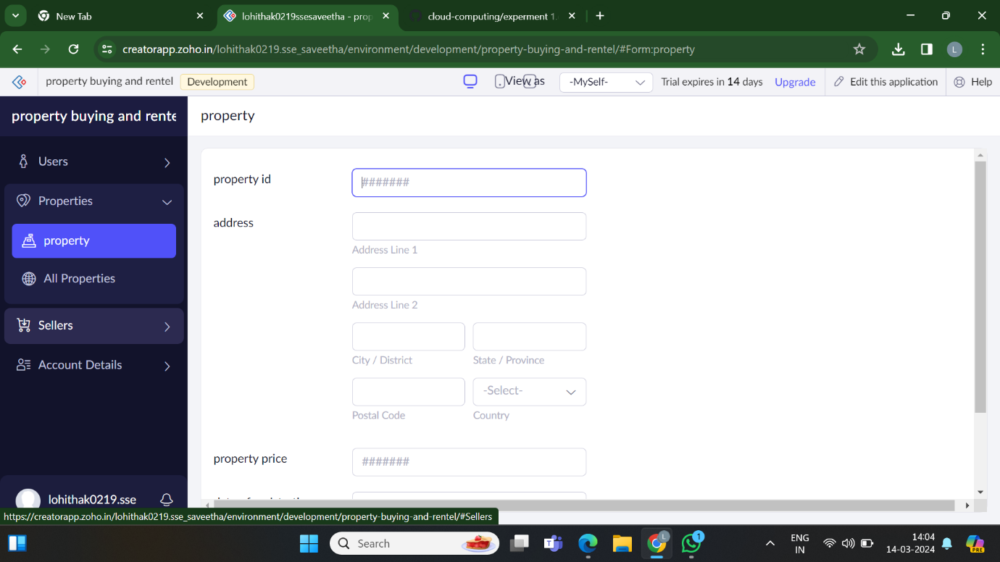 New Tab
lohithak0219ssesaveetha - prop
cloud-computing/experment 1.
creatorapp.zoho.in/lohithak0219.sse_saveetha/environment/development/property-buying-and-rentel/#Form:property
L
property buying and rentel
Development
View as
-MySelf-
Trial expires in 14 days
Upgrade
Edit this application
Help
property buying and rente
property
Users
Properties
property
All Properties
Sellers
Account Details
property id
#######
address
Address Line 1
Address Line 2
City / District
State / Province
Postal Code
-Select-
Country
property price
#######
lohithak0219.sse
https://creatorapp.zoho.in/lohithak0219.sse_saveetha/environment/development/property-buying-and-rentel/#Sellers
Search
L
1
ENG
IN
14:04
14-03-2024
PRE